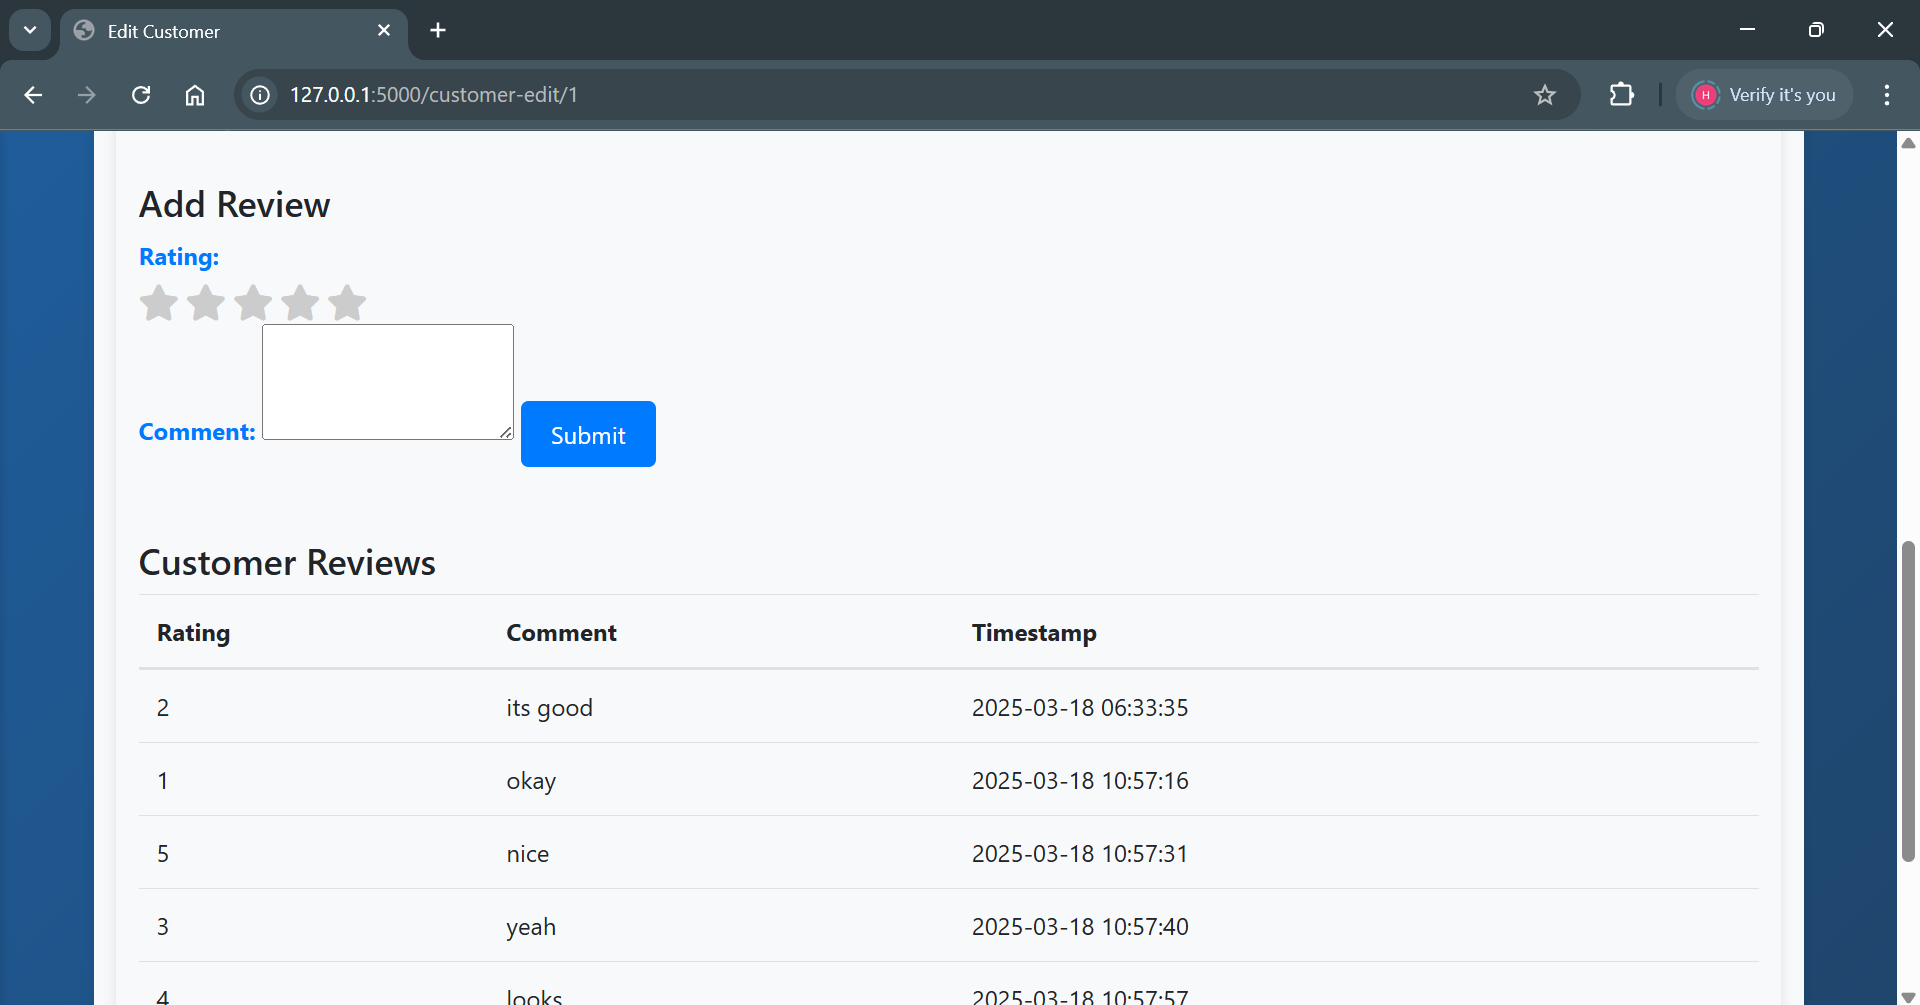 Edit Customer
127.0.0.1:5000/customer-edit/1
H Verify it's you
Add Review
Rating:
Comment: Submit
Customer Reviews
Rating Comment Timestamp
2 its good 2025-03-18 06:33:35
1 okay 2025-03-18 10:57:16
5 nice 2025-03-18 10:57:31
3 yeah 2025-03-18 10:57:40
4 looks 2025-03-18 10:57:57